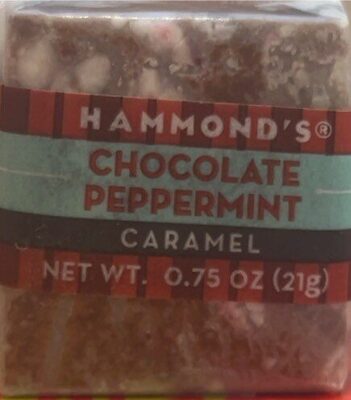 HAMMOND'S®
CHOCOLATE
PEPPERMINT
CARAMEL
NET WT. 0.75 OZ (21g)